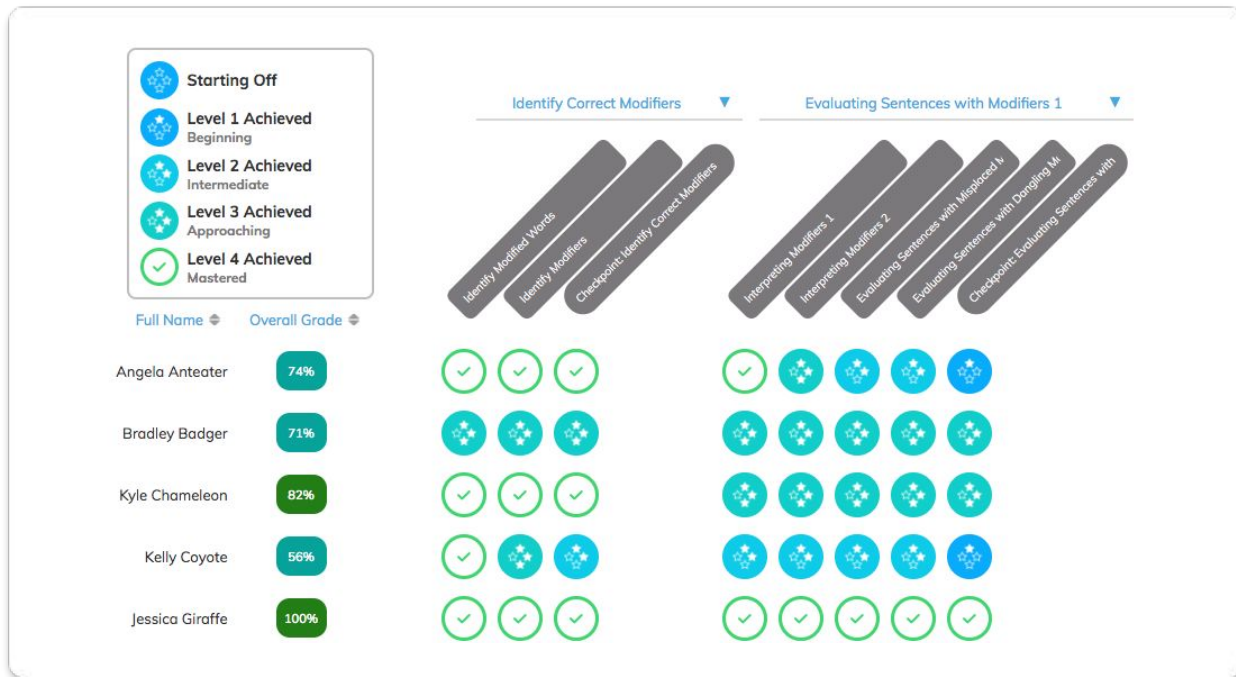 Starting Off
Level 1 Achieved
Beginning
Level 2 Achieved
Intermediate
Level 3 Achieved
Approaching
Level 4 Achieved
Mastered
Identify Correct Modifiers
Evaluating Sentences with Modifiers 1
Identify Modified Words
Identify Modifiers
Checkpoint: Identify Correct Modifiers
Interpreting Modifiers 1
Interpreting Modifiers 2
Evaluating Sentences with Misplaced
Evaluating Sentences with Dangling
Checkpoint: Evaluating Sentences with
Full Name Overall Grade
Angela Anteater 74%
Bradley Badger 71%
Kyle Chameleon 82%
Kelly Coyote 56%
Jessica Giraffe 100%